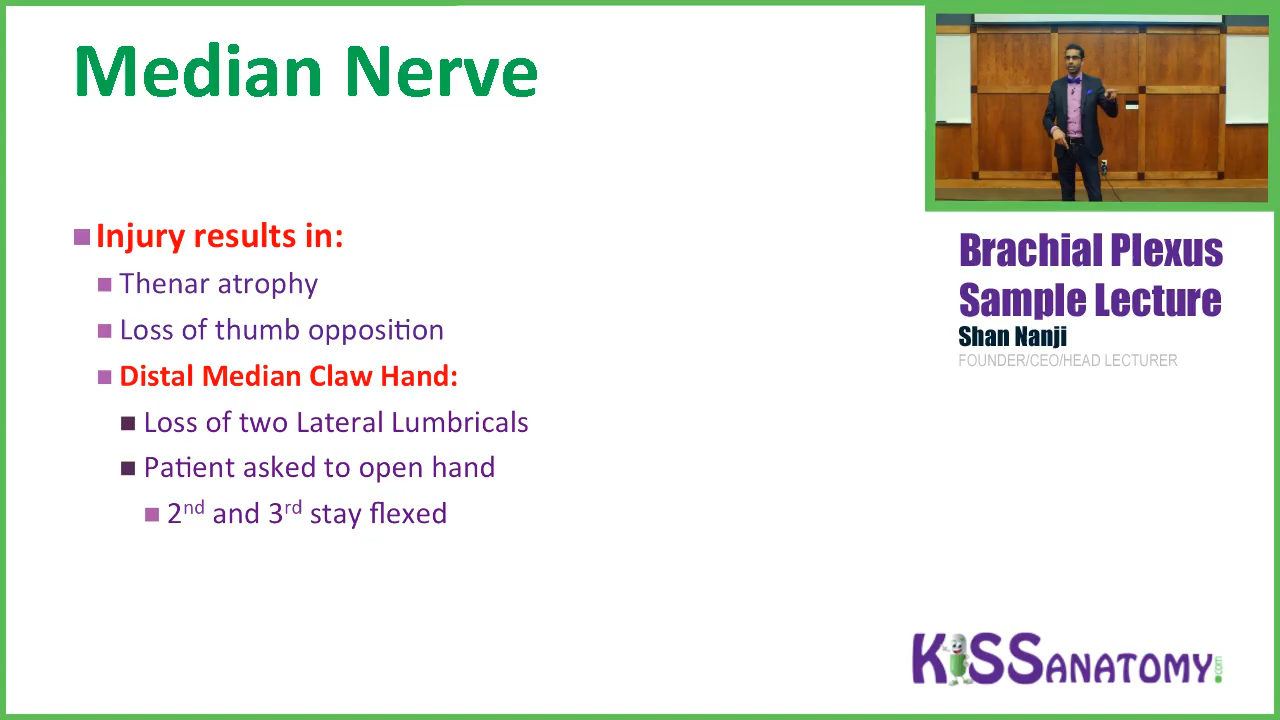 Median Nerve
Injury results in:
Thenar atrophy
Loss of thumb opposition
Distal Median Claw Hand:
Loss of two Lateral Lumbricals
Patient asked to open hand
2nd and 3rd stay flexed
Brachial Plexus
Sample Lecture
Shan Nanji
FOUNDER/CEO/HEAD LECTURER
KiSSANATOMY.com